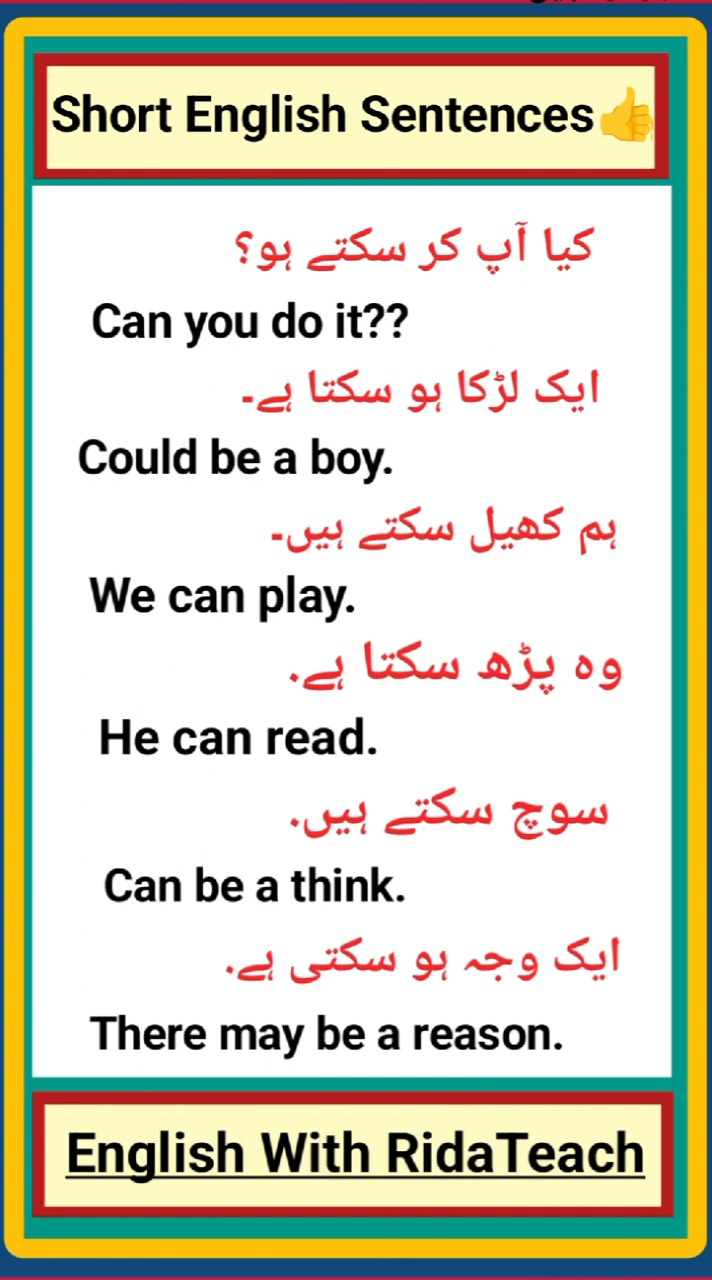 Short English Sentences👍
کیا آپ کر سکتے ہو؟
Can you do it??
ایک لڑکا ہو سکتا ہے۔
Could be a boy.
ہم کھیل سکتے ہیں۔
We can play.
وہ پڑھ سکتا ہے.
He can read.
سوچ سکتے ہیں.
Can be a think.
ایک وجہ ہو سکتی ہے.
There may be a reason.
English With RidaTeach